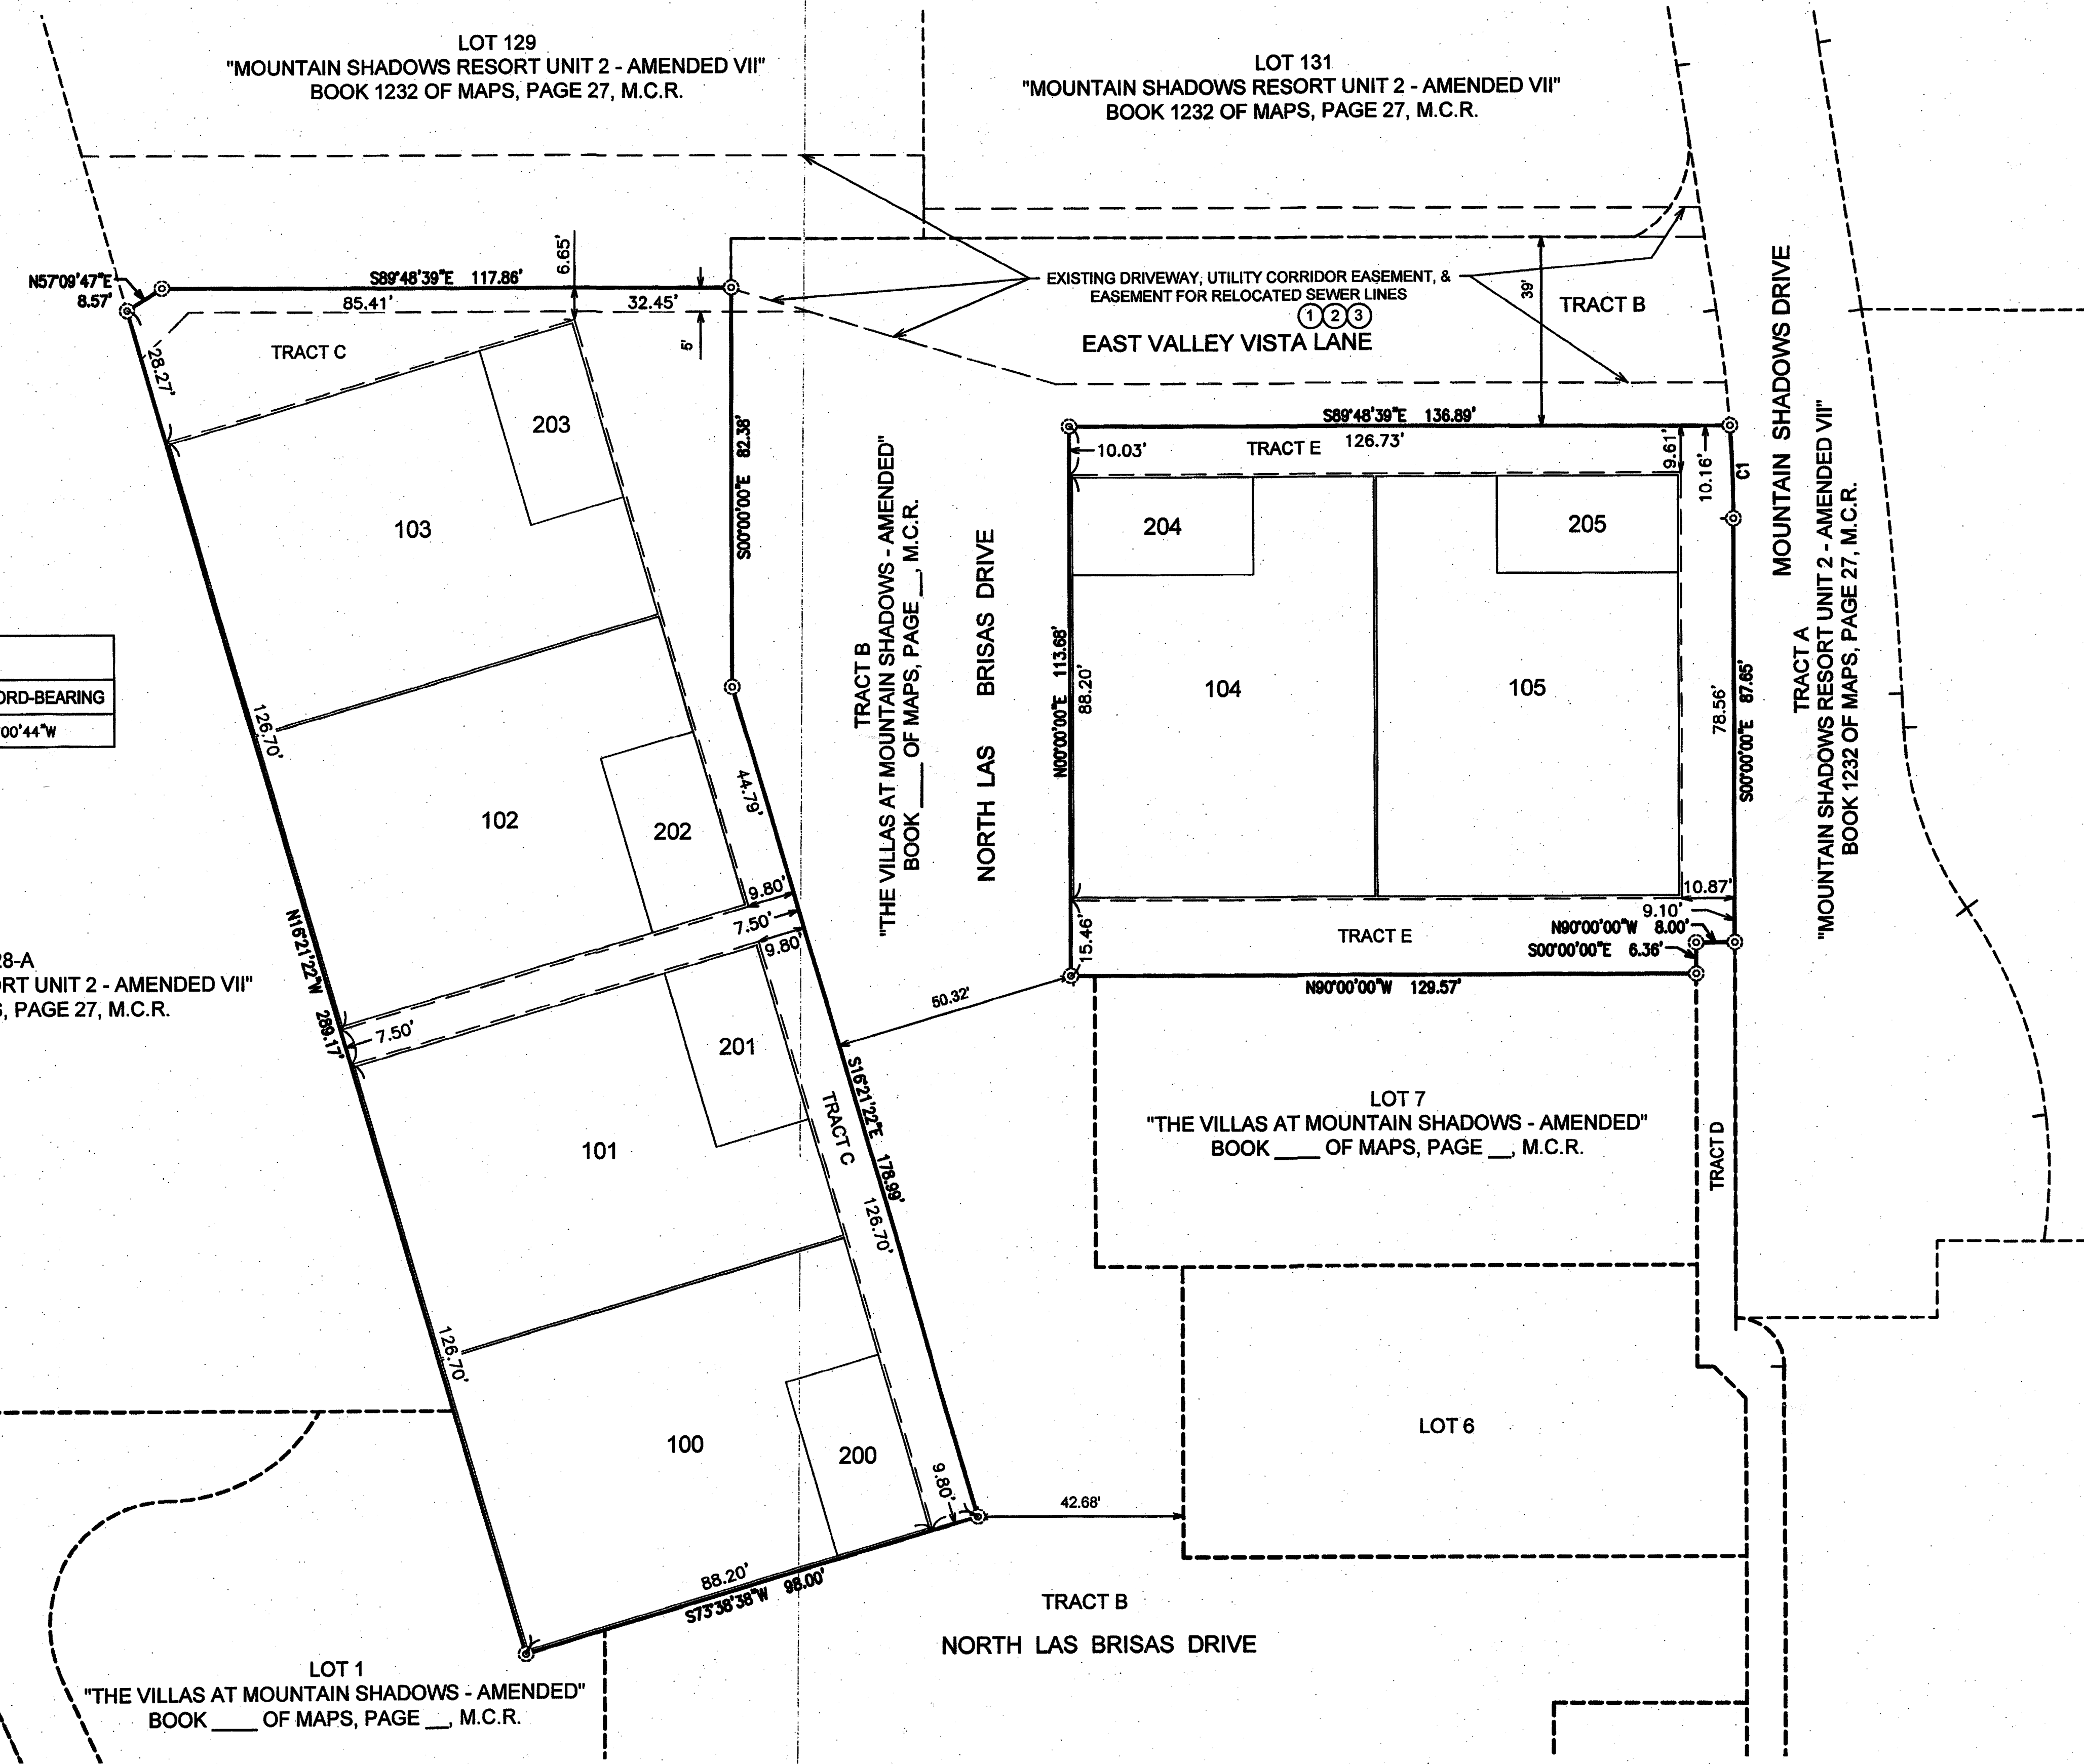 LOT 129
"MOUNTAIN SHADOWS RESORT UNIT 2 - AMENDED VII"
BOOK 1232 OF MAPS, PAGE 27, M.C.R.
LOT 131
"MOUNTAIN SHADOWS RESORT UNIT 2 - AMENDED VII"
BOOK 1232 OF MAPS, PAGE 27, M.C.R.
N57°09'47"E
8.57'
S89°48'39"E 117.86'
6.65'
85.41'
32.45'
5'
TRACT C
28.27'
EXISTING DRIVEWAY, UTILITY CORRIDOR EASEMENT, &
EASEMENT FOR RELOCATED SEWER LINES
1 2 3
EAST VALLEY VISTA LANE
39'
TRACT B
MOUNTAIN SHADOWS DRIVE
S89°48'39"E 136.89'
126.73'
TRACT E
10.03'
9.61'
10.16'
C1
203
103
S00°00'00"E 82.38'
204
205
104
105
N00°00'00"E 113.68'
88.20'
78.56'
S00°00'00"E 87.65'
TRACT A
"MOUNTAIN SHADOWS RESORT UNIT 2 - AMENDED VII"
BOOK 1232 OF MAPS, PAGE 27, M.C.R.
TRACT B
"THE VILLAS AT MOUNTAIN SHADOWS - AMENDED"
BOOK ____ OF MAPS, PAGE __, M.C.R.
NORTH LAS BRISAS DRIVE
ORD-BEARING
00'44"W
126.70'
102
202
44.79'
9.80'
7.50'
9.80'
10.87'
9.10'
N90°00'00"W 8.00'
S00°00'00"E 6.36'
TRACT E
15.46'
N90°00'00"W 129.57'
50.32'
N16°21'22"W 289.17'
28-A
ORT UNIT 2 - AMENDED VII"
, PAGE 27, M.C.R.
7.50'
201
101
TRACT C
S16°21'22"E 178.99'
126.70'
LOT 7
"THE VILLAS AT MOUNTAIN SHADOWS - AMENDED"
BOOK ____ OF MAPS, PAGE __, M.C.R.
TRACT D
126.70'
100
200
9.80'
42.68'
LOT 6
88.20'
S73°38'38"W 98.00'
TRACT B
NORTH LAS BRISAS DRIVE
LOT 1
"THE VILLAS AT MOUNTAIN SHADOWS - AMENDED"
BOOK ____ OF MAPS, PAGE __, M.C.R.